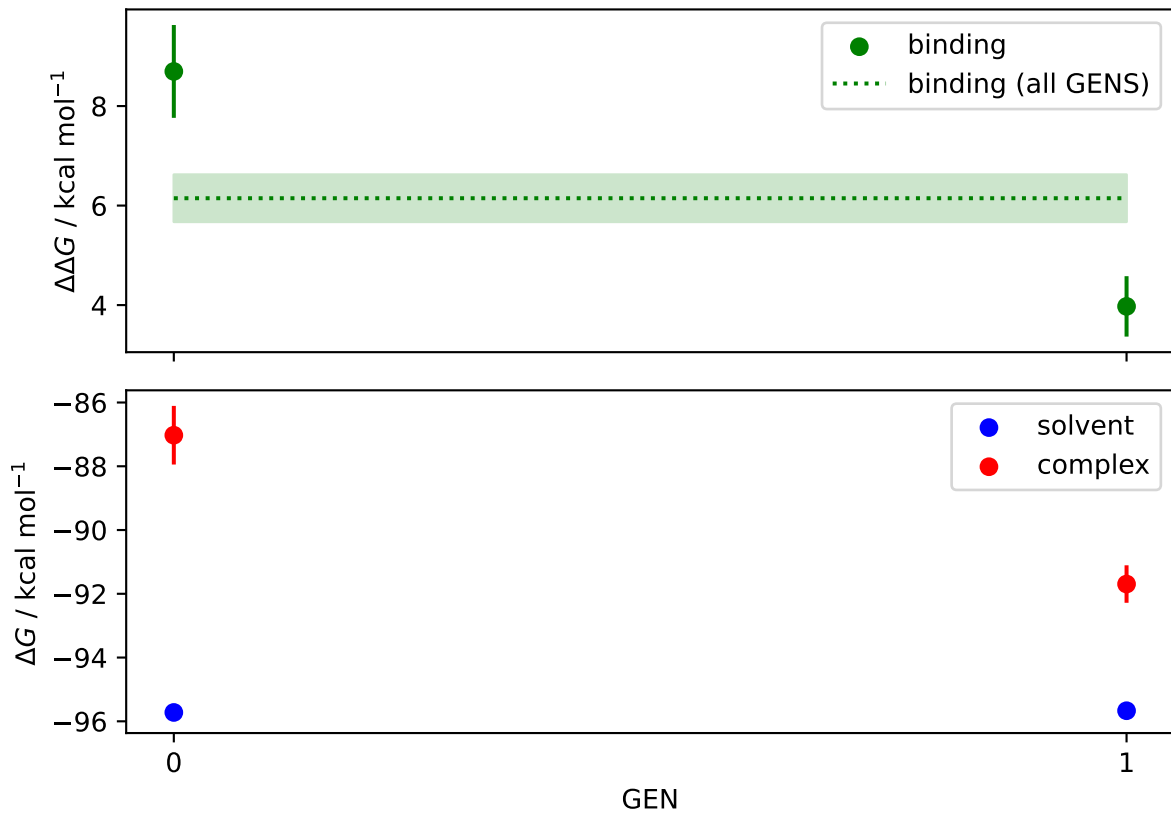 binding
binding (all GENS)
8
6
4
ΔΔG / kcal mol⁻¹
solvent
complex
−86
−88
−90
−92
−94
−96
ΔG / kcal mol⁻¹
0
1
GEN